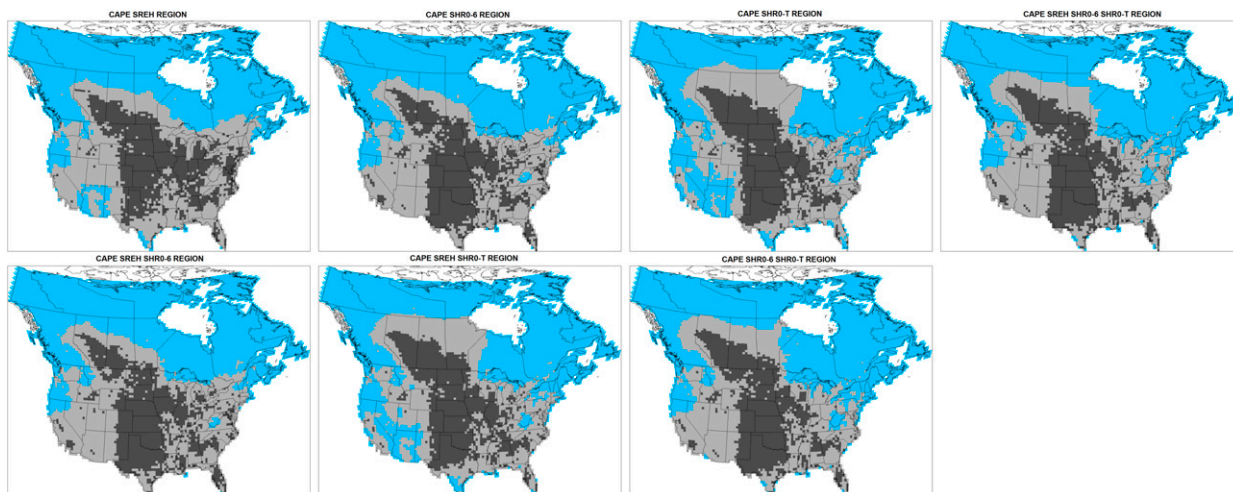 CAPE SREH REGION
CAPE SHR0-6 REGION
CAPE SHR0-T REGION
CAPE SREH SHR0-6 SHR0-T REGION
CAPE SREH SHR0-6 REGION
CAPE SREH SHR0-T REGION
CAPE SHR0-6 SHR0-T REGION